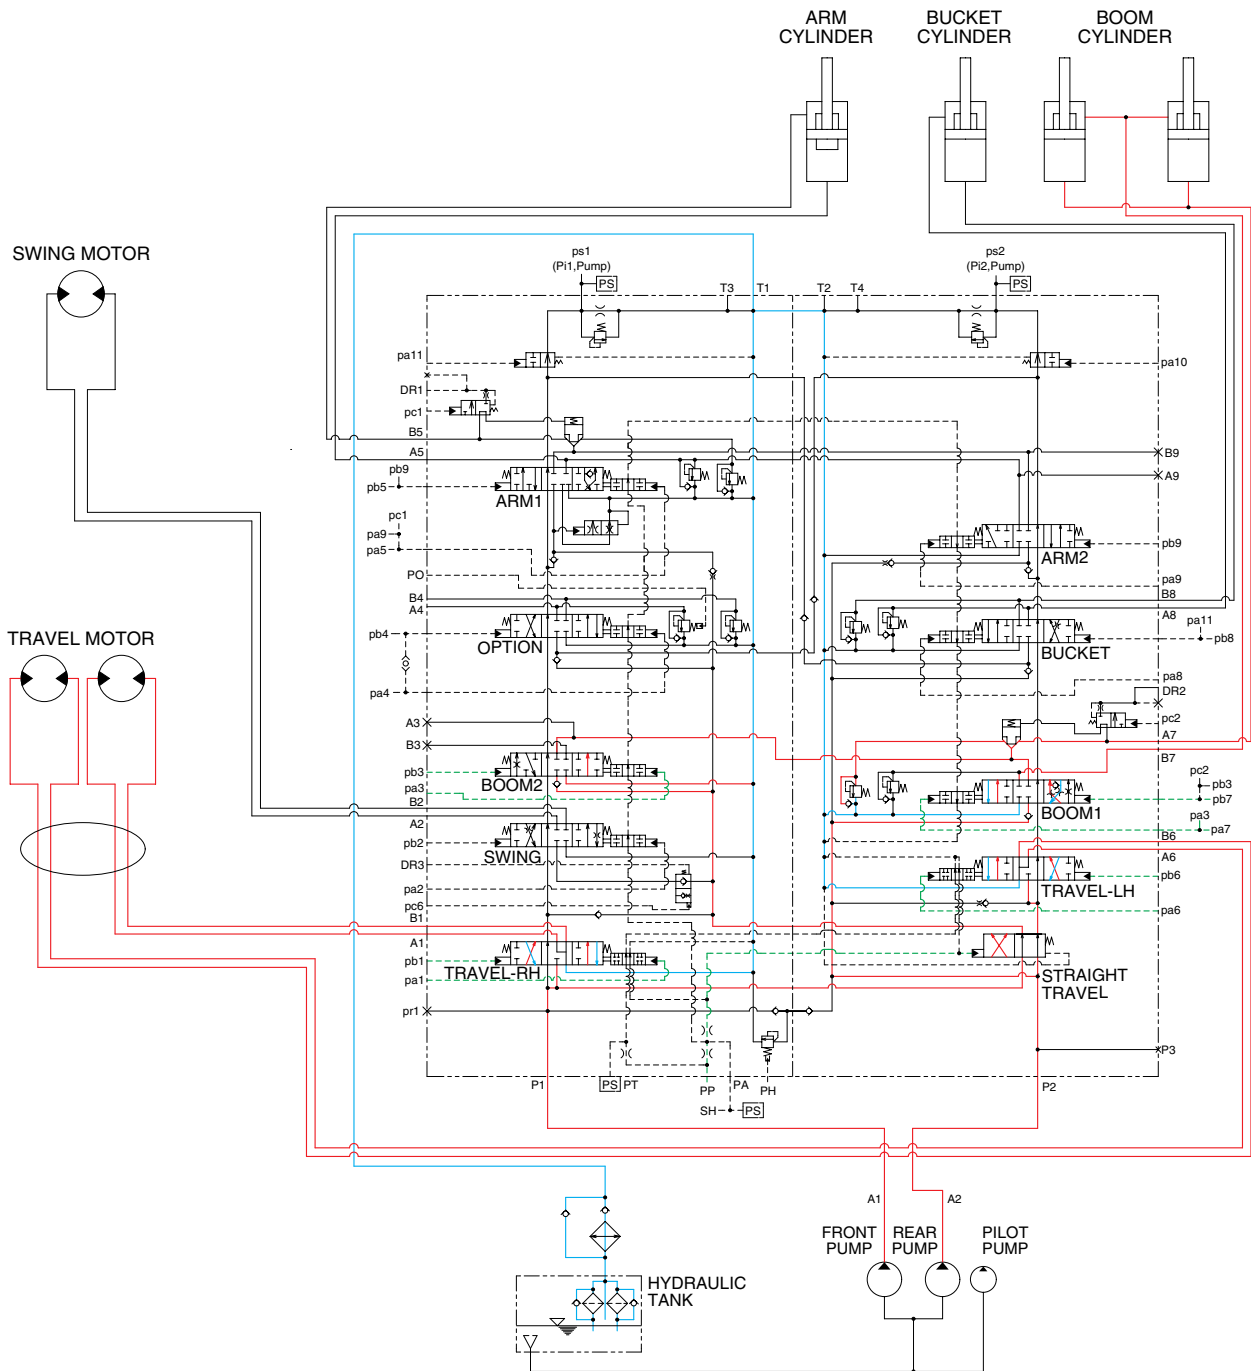 ARM
CYLINDER
BUCKET
CYLINDER
BOOM
CYLINDER
SWING MOTOR
ps1
(Pi1,Pump)
PS
ps2
(Pi2,Pump)
PS
T3
T1
T2
T4
pa11
pa10
DR1
pc1
B5
A5
B9
pb9
pb5
ARM1
A9
pc1
pa9
pa5
pb9
ARM2
PO
pa9
B4
A4
B8
A8
pa11
pb4
OPTION
BUCKET
pb8
TRAVEL MOTOR
pa4
pa8
DR2
A3
pc2
B3
A7
B7
pb3
BOOM2
pa3
B2
pc2
pb3
pb7
BOOM1
pa3
pa7
A2
B6
pb2
SWING
A6
DR3
TRAVEL-LH
pb6
pa2
pc6
pa6
B1
A1
pb1
TRAVEL-RH
pa1
STRAIGHT
TRAVEL
pr1
P3
P1
PS
PT
PP
PA
PH
P2
SH
PS
A1
A2
FRONT
PUMP
REAR
PUMP
PILOT
PUMP
HYDRAULIC
TANK